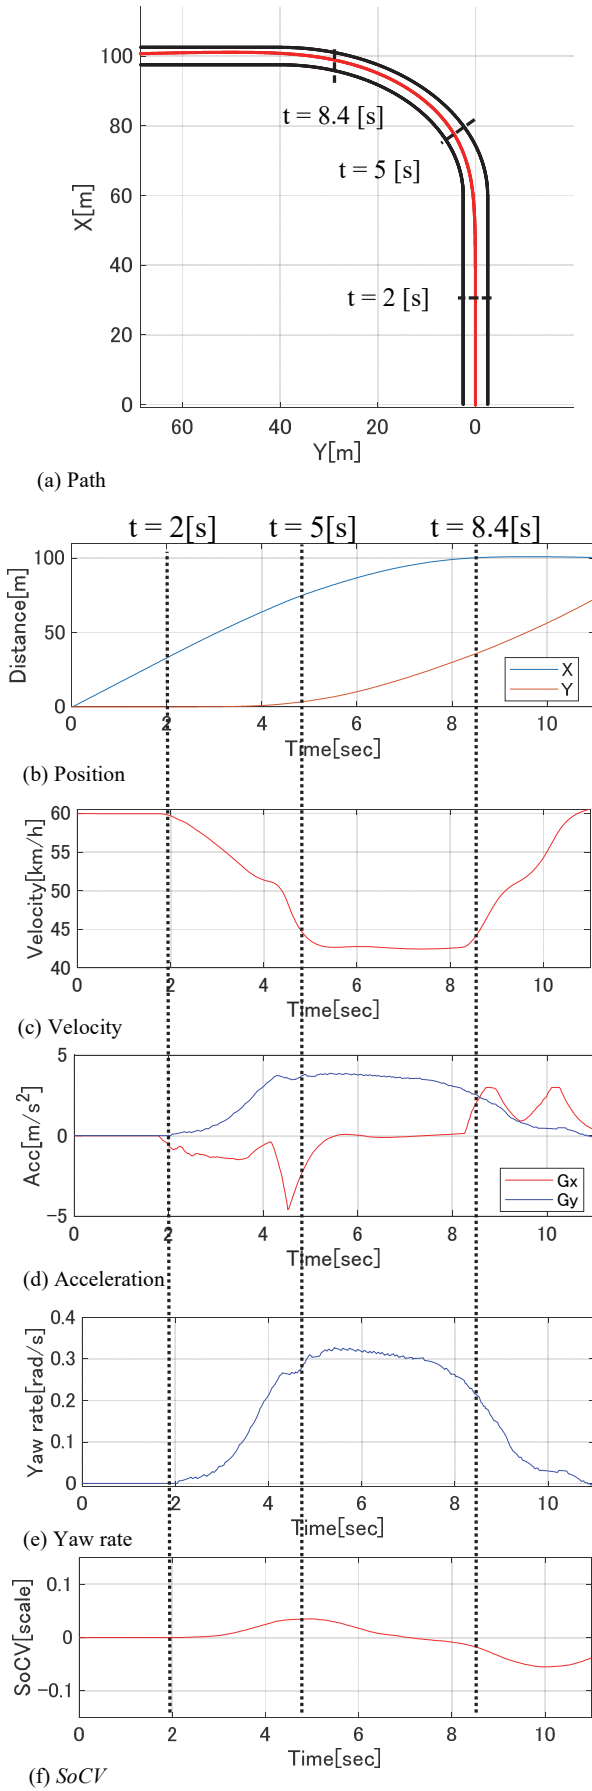 100
80
60
40
20
0
X[m]
t = 8.4 [s]
t = 5 [s]
t = 2 [s]
60 40 20 0
Y[m]
(a) Path
t = 2[s] t = 5[s] t = 8.4[s]
100
50
0
Distance[m]
X
Y
0 2 4 6 8 10
Time[sec]
(b) Position
60
55
50
45
40
Velocity[km/h]
0 2 4 6 8 10
Time[sec]
(c) Velocity
5
0
−5
Acc[m/s²]
Gx
Gy
0 2 4 6 8 10
Time[sec]
(d) Acceleration
0.4
0.3
0.2
0.1
0
Yaw rate[rad/s]
0 2 4 6 8 10
Time[sec]
(e) Yaw rate
0.1
0
−0.1
SoCV[scale]
0 2 4 6 8 10
Time[sec]
(f) SoCV